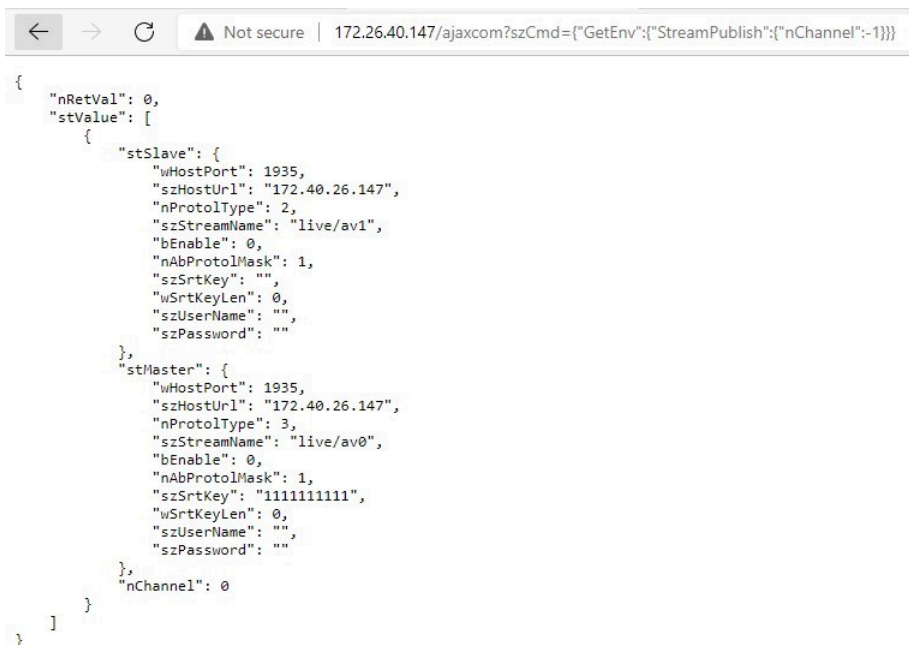 Not secure | 172.26.40.147/ajaxcom?szCmd={"GetEnv":{"StreamPublish":{"nChannel":-1}}}
{
    "nRetVal": 0,
    "stValue": [
        {
            "stSlave": {
                "wHostPort": 1935,
                "szHostUrl": "172.40.26.147",
                "nProtolType": 2,
                "szStreamName": "live/av1",
                "bEnable": 0,
                "nAbProtolMask": 1,
                "szSrtKey": "",
                "wSrtKeyLen": 0,
                "szUserName": "",
                "szPassword": ""
            },
            "stMaster": {
                "wHostPort": 1935,
                "szHostUrl": "172.40.26.147",
                "nProtolType": 3,
                "szStreamName": "live/av0",
                "bEnable": 0,
                "nAbProtolMask": 1,
                "szSrtKey": "1111111111",
                "wSrtKeyLen": 0,
                "szUserName": "",
                "szPassword": ""
            },
            "nChannel": 0
        }
    ]
}